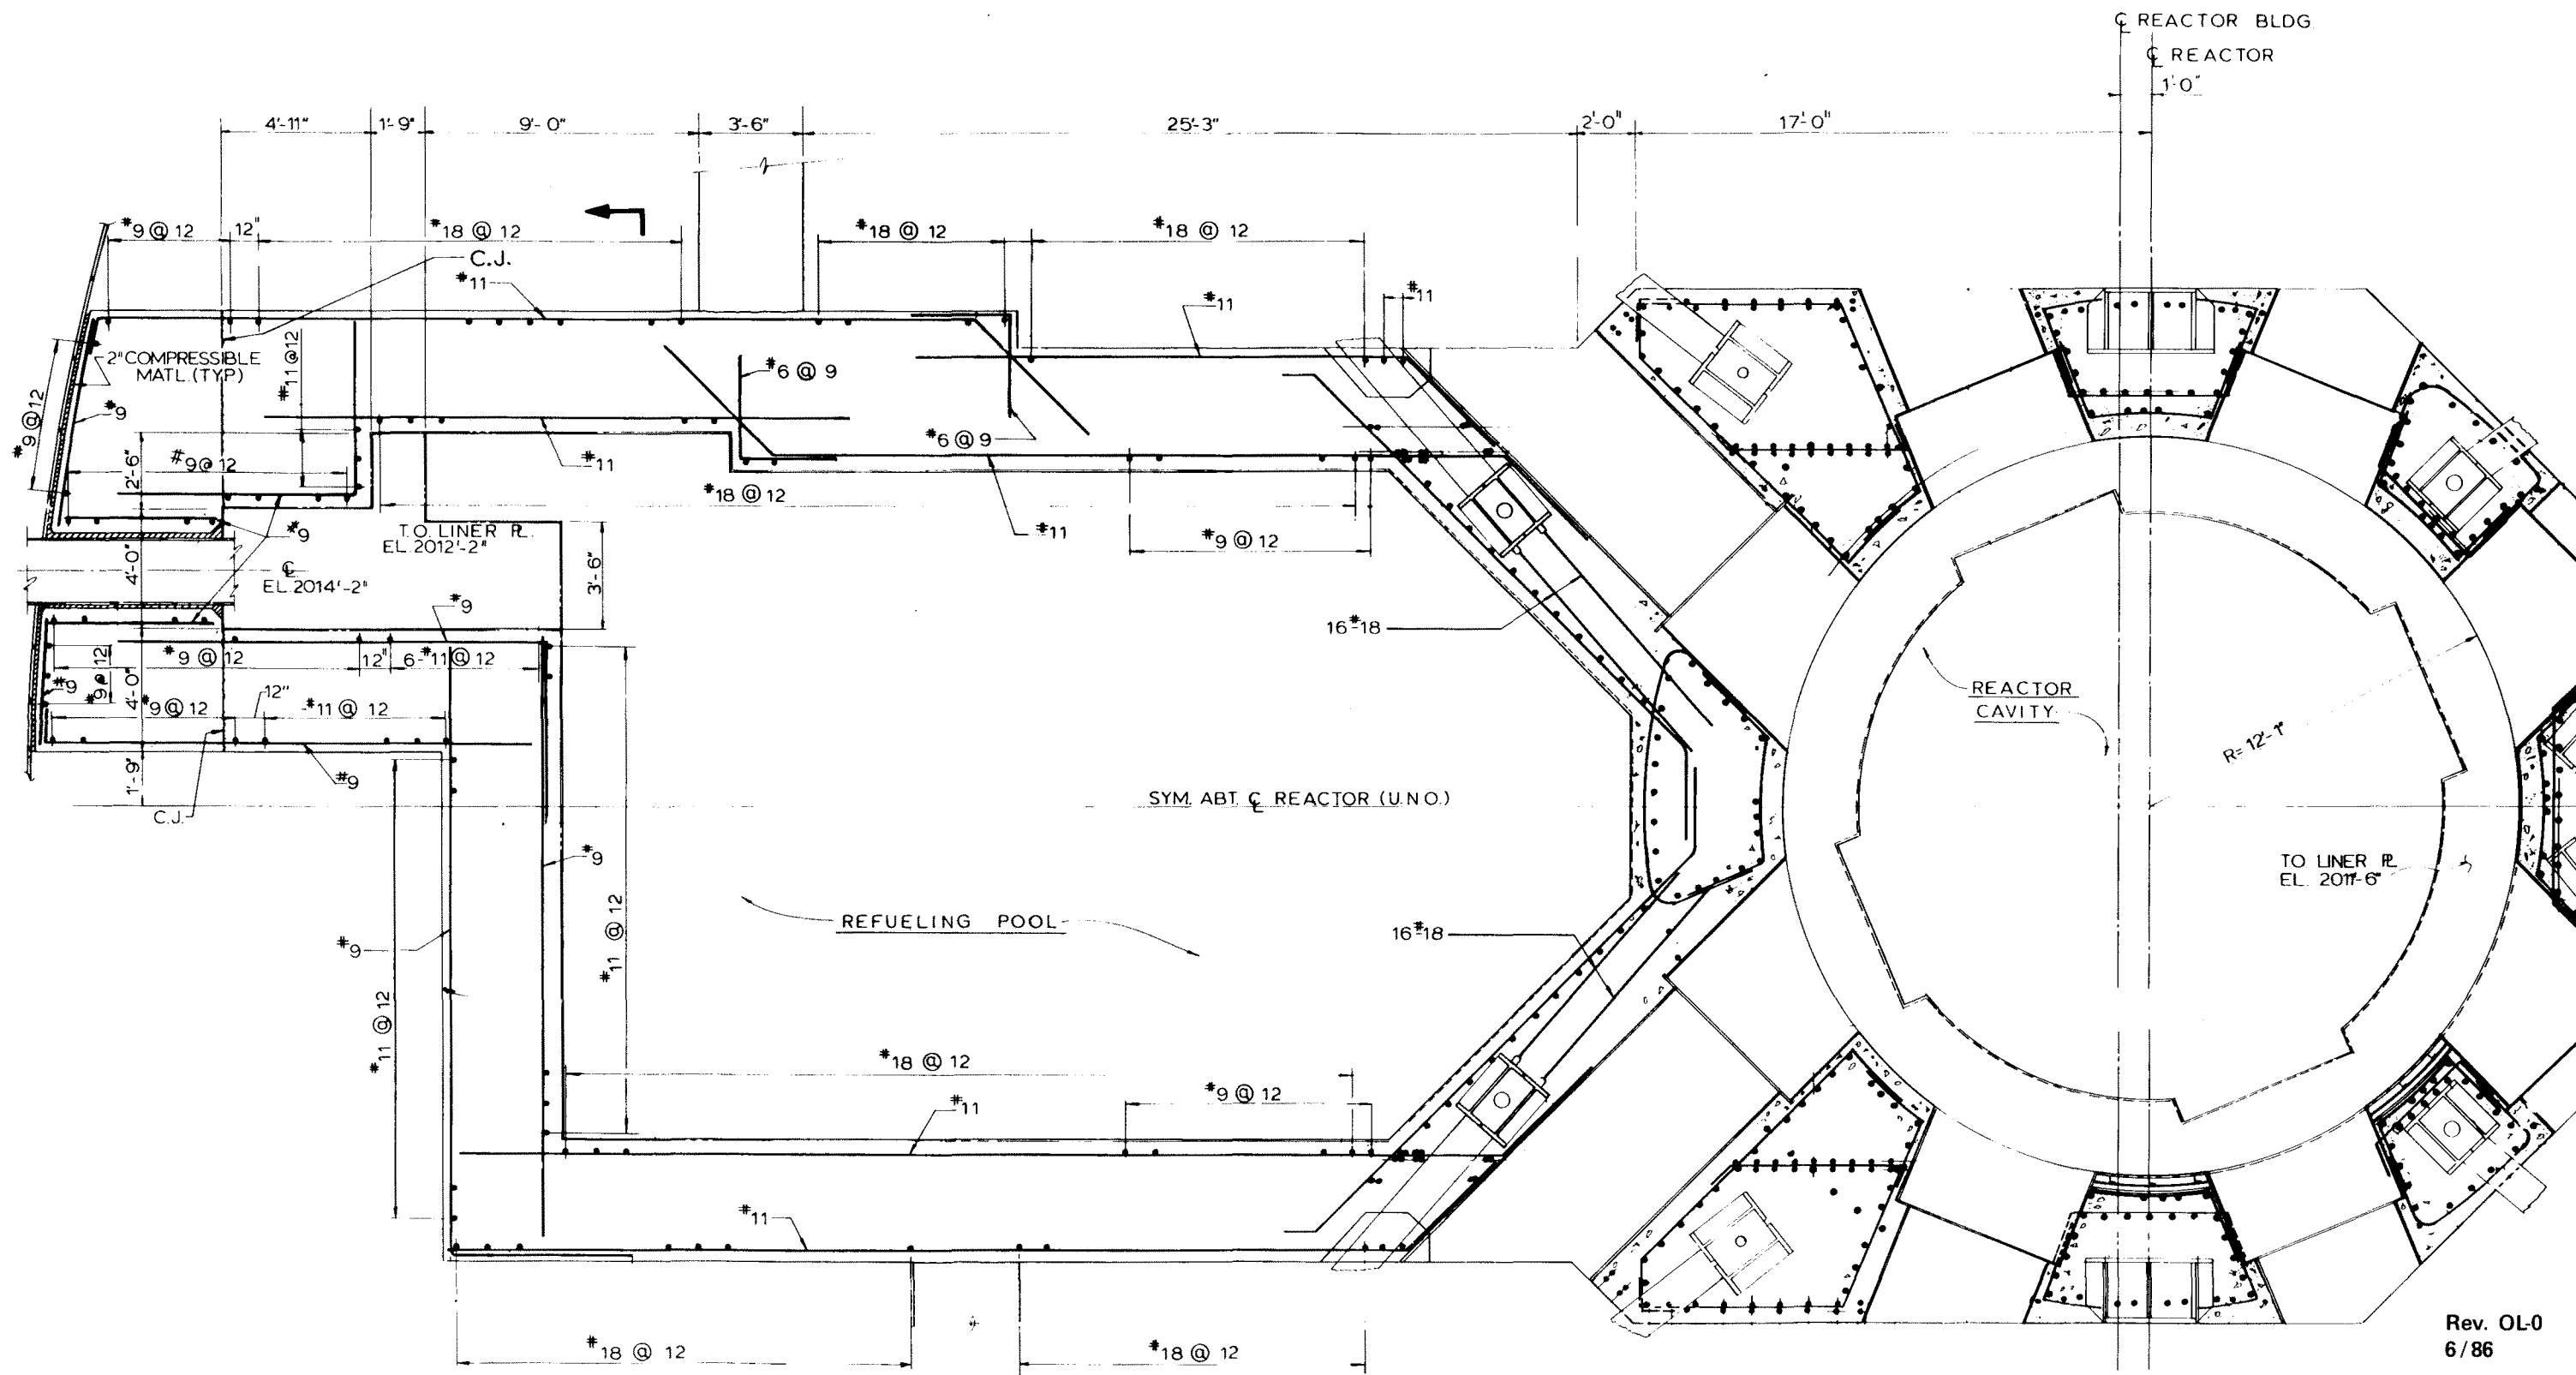 ℄ REACTOR BLDG.
℄ REACTOR
1'-0"
4'-11"
1'-9"
9'-0"
3'-6"
25'-3"
2'-0"
17'-0"
#9 @ 12
12"
#18 @ 12
#18 @ 12
#18 @ 12
C.J.
#11
#11
#11
2" COMPRESSIBLE
MATL. (TYP)
#11 @ 12
#6 @ 9
#9 @ 12
#9
#6 @ 9
#11
#9 @ 12
2'-6"
#18 @ 12
#11
#9
T.O. LINER ℙL.
EL. 2012'-2"
#9 @ 12
4'-0"
℄
EL. 2014'-2"
3'-6"
#9
16-#18
#9 @ 12
12"
6-#11 @ 12
#9
#9 @ 12
4'-0"
#9 @ 12
12"
#11 @ 12
REACTOR
CAVITY
R= 12'-1"
#9
1'-9"
C.J.
SYM. ABT. ℄ REACTOR (U.N.O.)
#9
TO LINER ℙL
EL. 2011'-6"
REFUELING POOL
#11 @ 12
16-#18
#9
#11 @ 12
#18 @ 12
#9 @ 12
#11
#11
#18 @ 12
#18 @ 12
Rev. OL-0
6/86